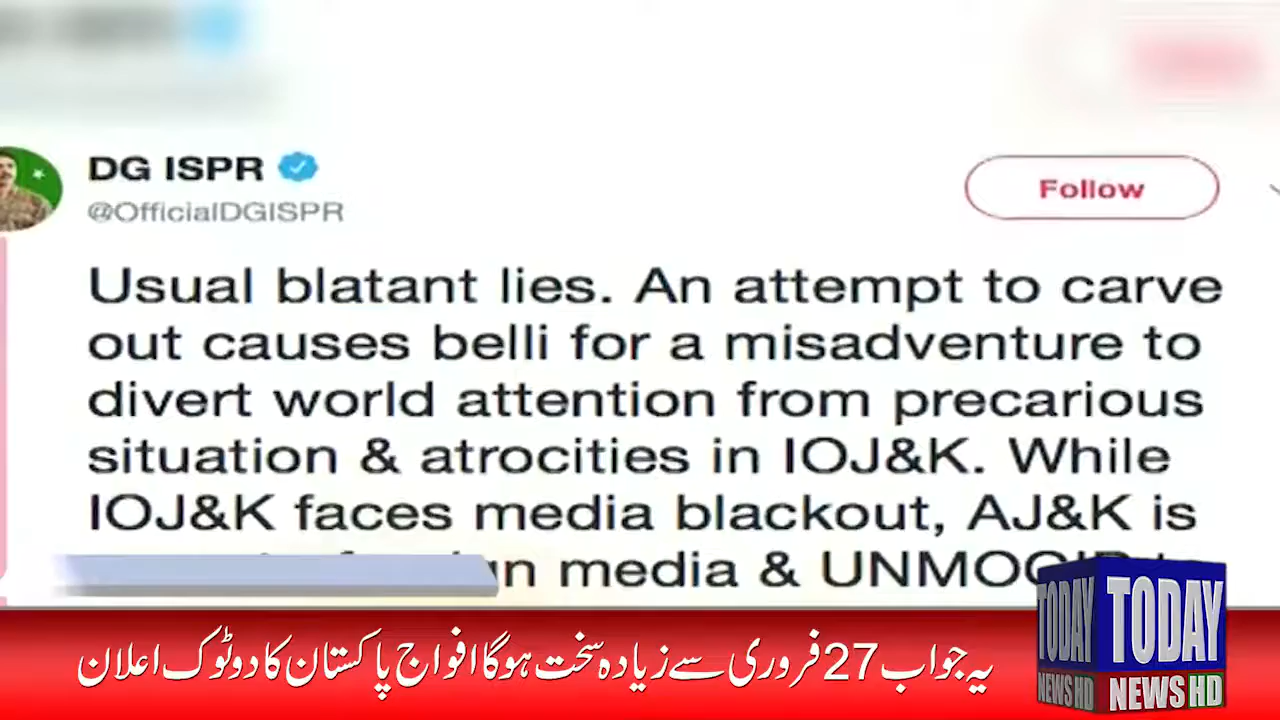 DG ISPR
@OfficialDGISPR
Follow
Usual blatant lies. An attempt to carve
out causes belli for a misadventure to
divert world attention from precarious
situation & atrocities in IOJ&K. While
IOJ&K faces media blackout, AJ&K is
media &
یہ جواب 27 فروری سے زیادہ سخت ہوگا افواج پاکستان کا دو ٹوک اعلان
TODAY TODAY
NEWS HD NEWS HD